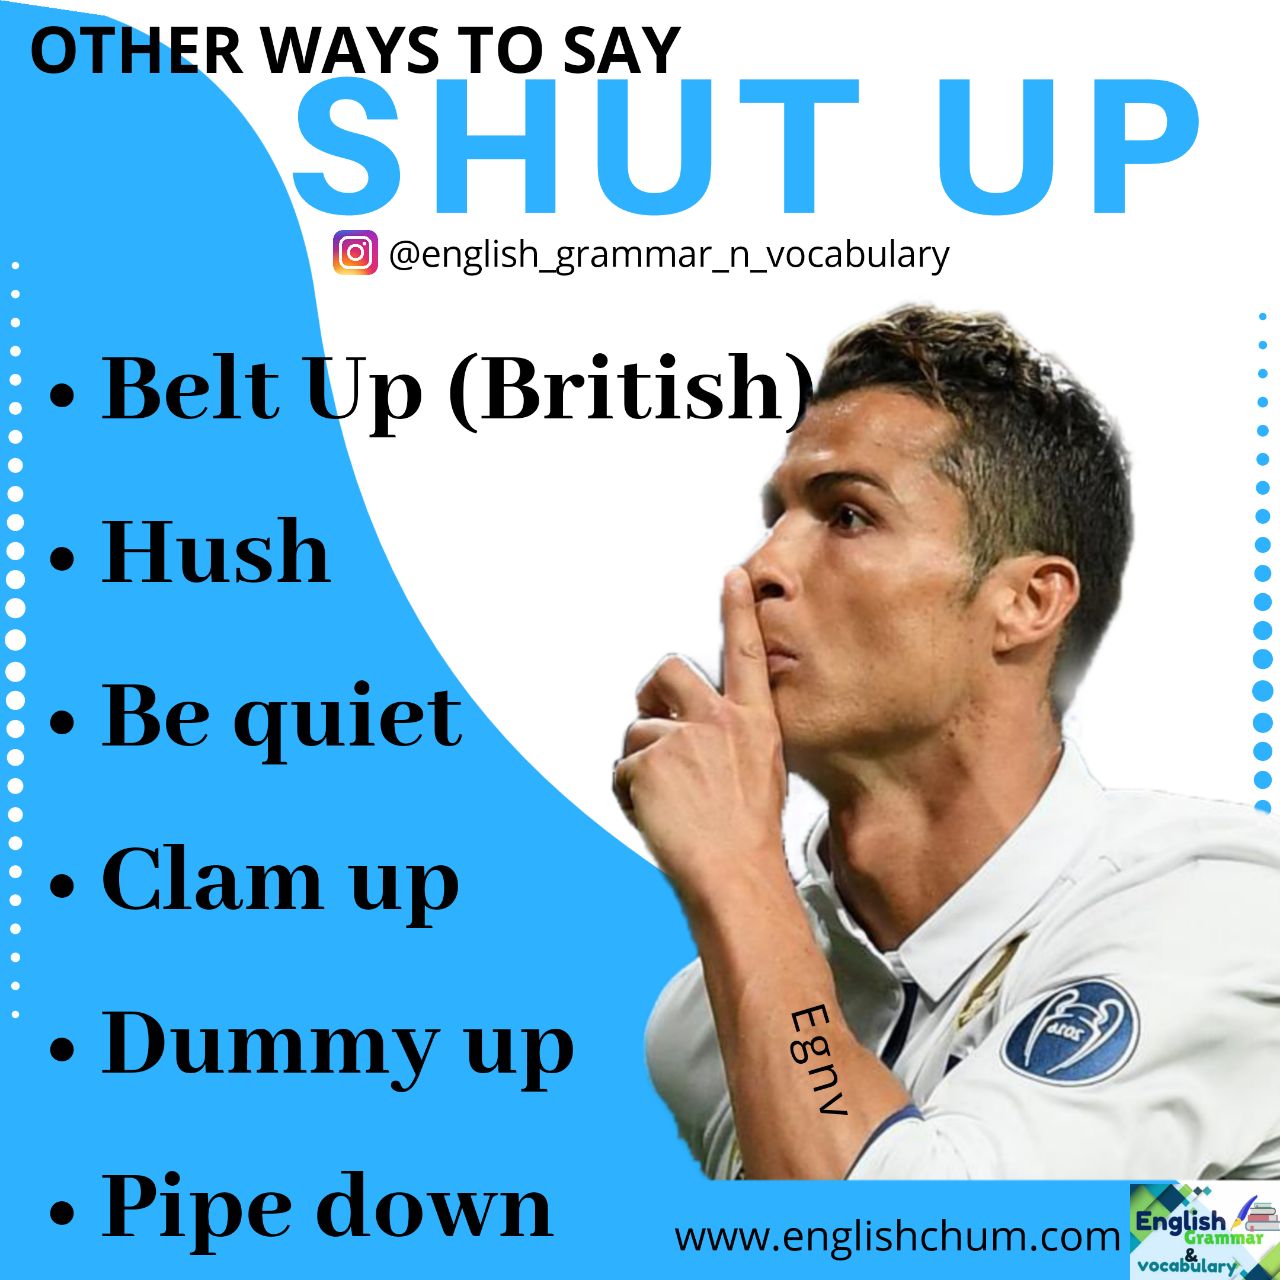 OTHER WAYS TO SAY
SHUT UP
@english_grammar_n_vocabulary
• Belt Up (British)
• Hush
• Be quiet
• Clam up
• Dummy up
• Pipe down
Egnv
www.englishchum.com
English
Grammar
&
vocabulary